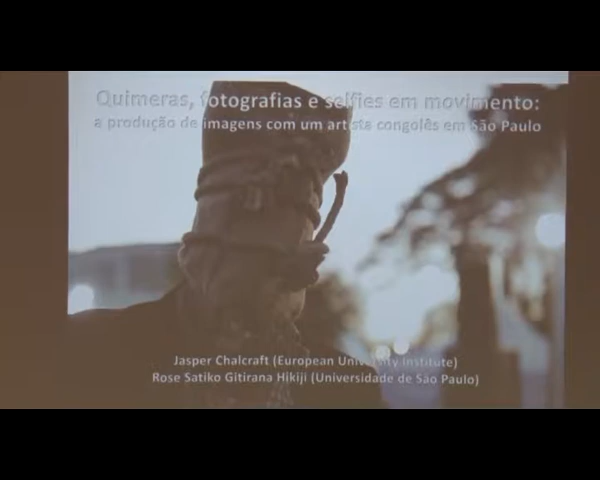 Quimeras, fotografias e selfies em movimento:
a produção de imagens com um artista congolês em São Paulo
Jasper Chalcraft (European University Institute)
Rose Satiko Gitirana Hikiji (Universidade de São Paulo)